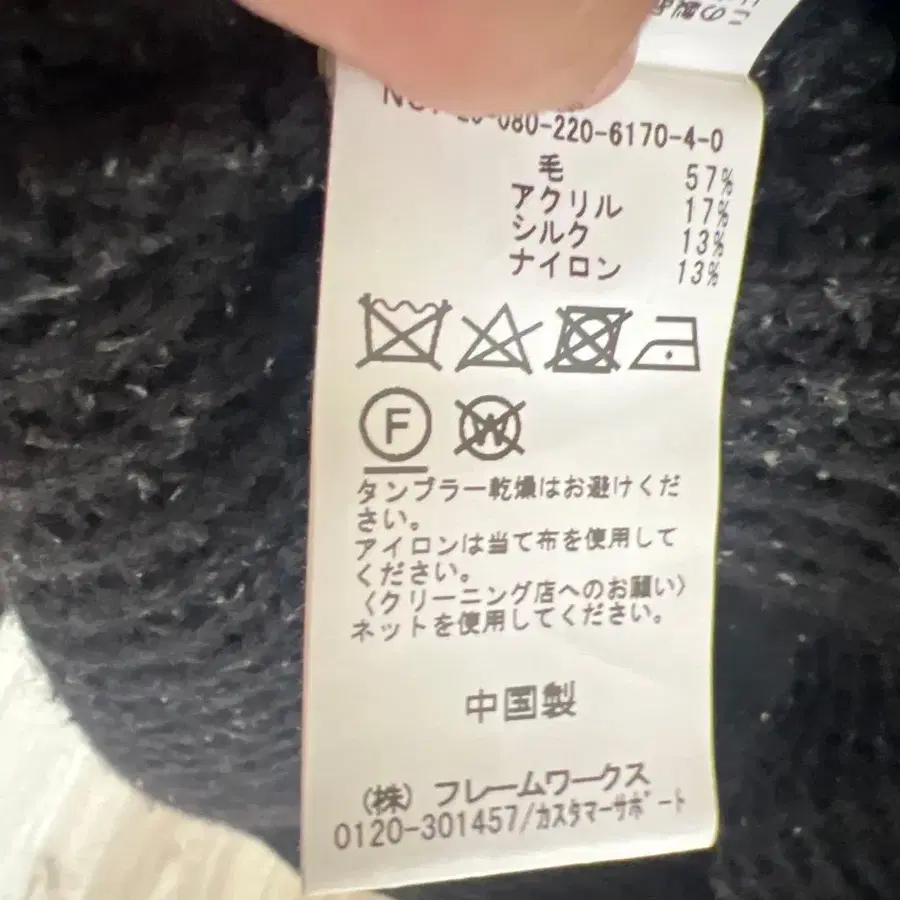 080-220-6170-4-0
毛 57%
アクリル 17%
シルク 13%
ナイロン 13%
F
W
タンブラー乾燥はお避けくだ
さい。
アイロンは当て布を使用して
ください。
〈クリーニング店へのお願い〉
ネットを使用してください。
中国製
(株) フレームワークス
0120-301457/カスタマーサポート